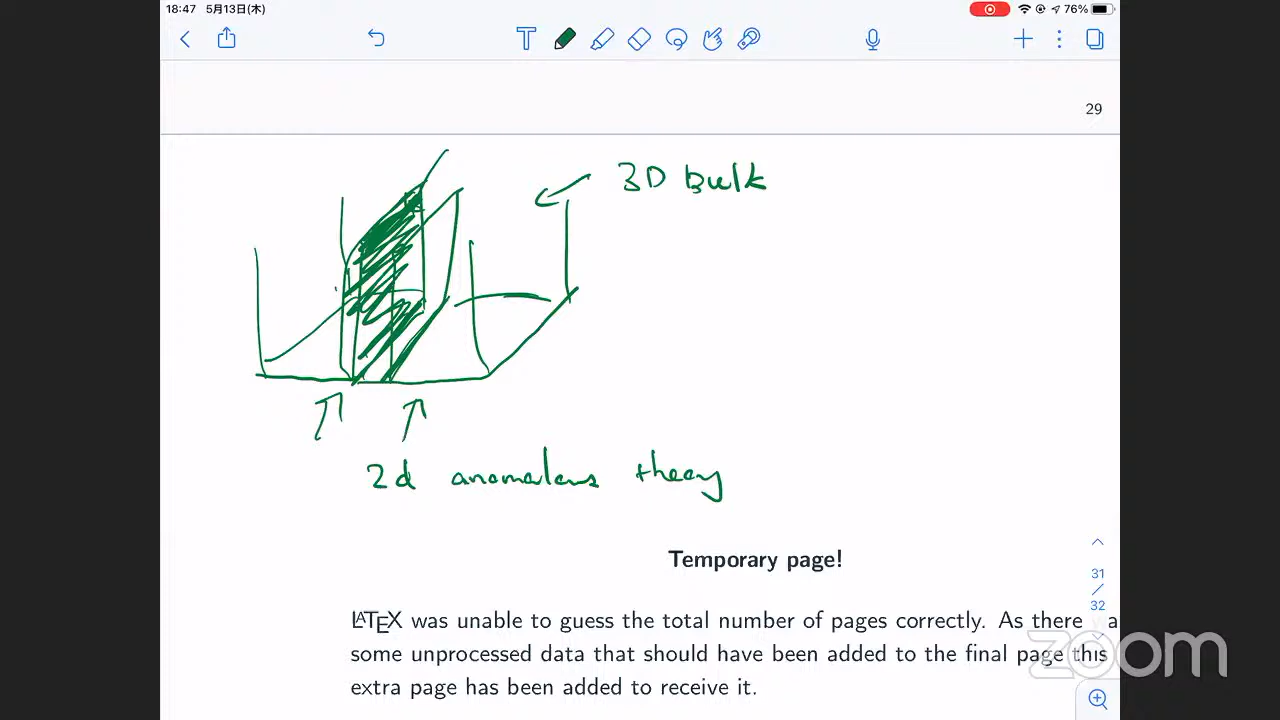 18:47 5月13日(木) 76%
29
3D bulk
2d anomalous theory
Temporary page!
31
32
LATEX was unable to guess the total number of pages correctly. As there
some unprocessed data that should have been added to the final page this
extra page has been added to receive it.
zoom